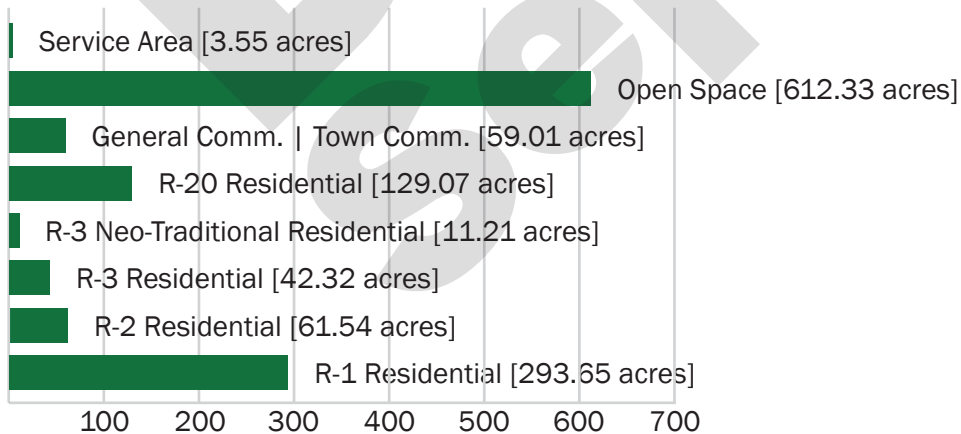 Service Area [3.55 acres]
Open Space [612.33 acres]
General Comm. | Town Comm. [59.01 acres]
R-20 Residential [129.07 acres]
R-3 Neo-Traditional Residential [11.21 acres]
R-3 Residential [42.32 acres]
R-2 Residential [61.54 acres]
R-1 Residential [293.65 acres]
100 200 300 400 500 600 700